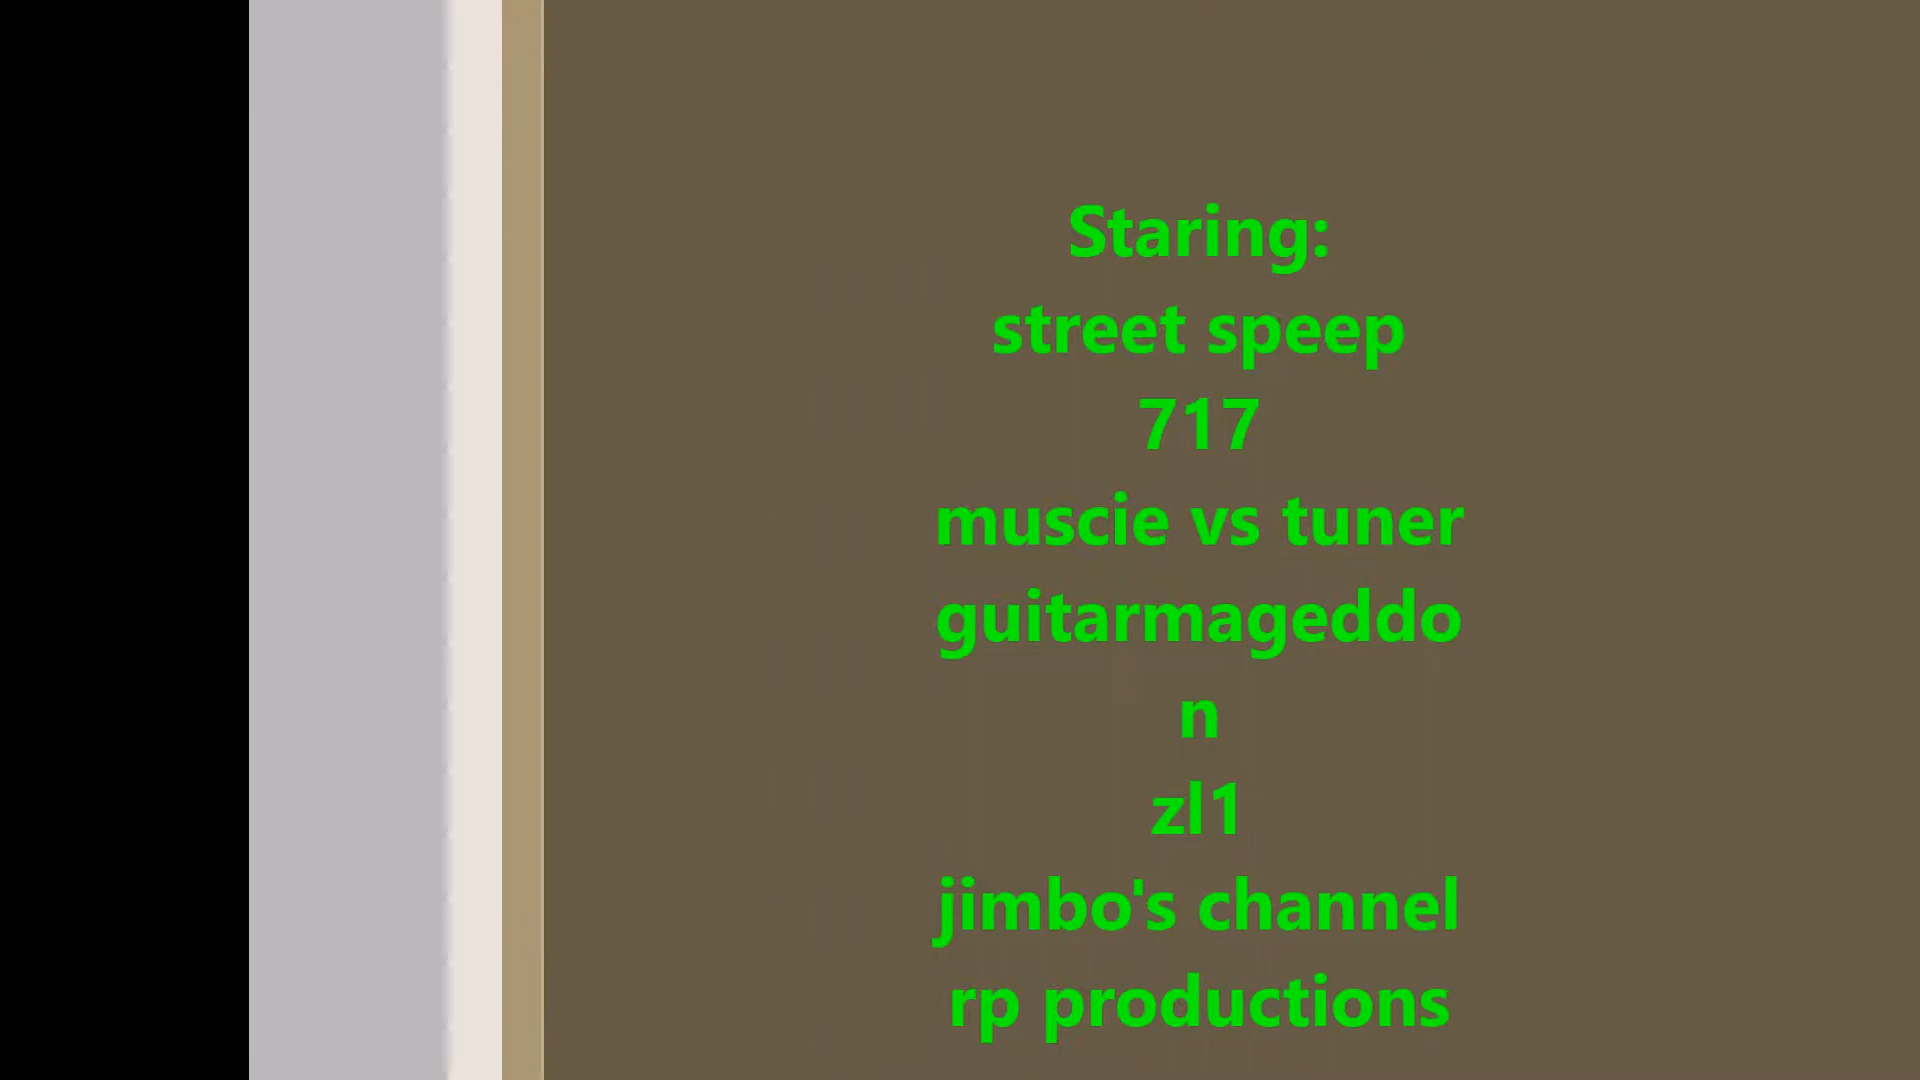 Staring:
street speep
717
muscie vs tuner
guitarmageddo
n
zl1
jimbo's channel
rp productions